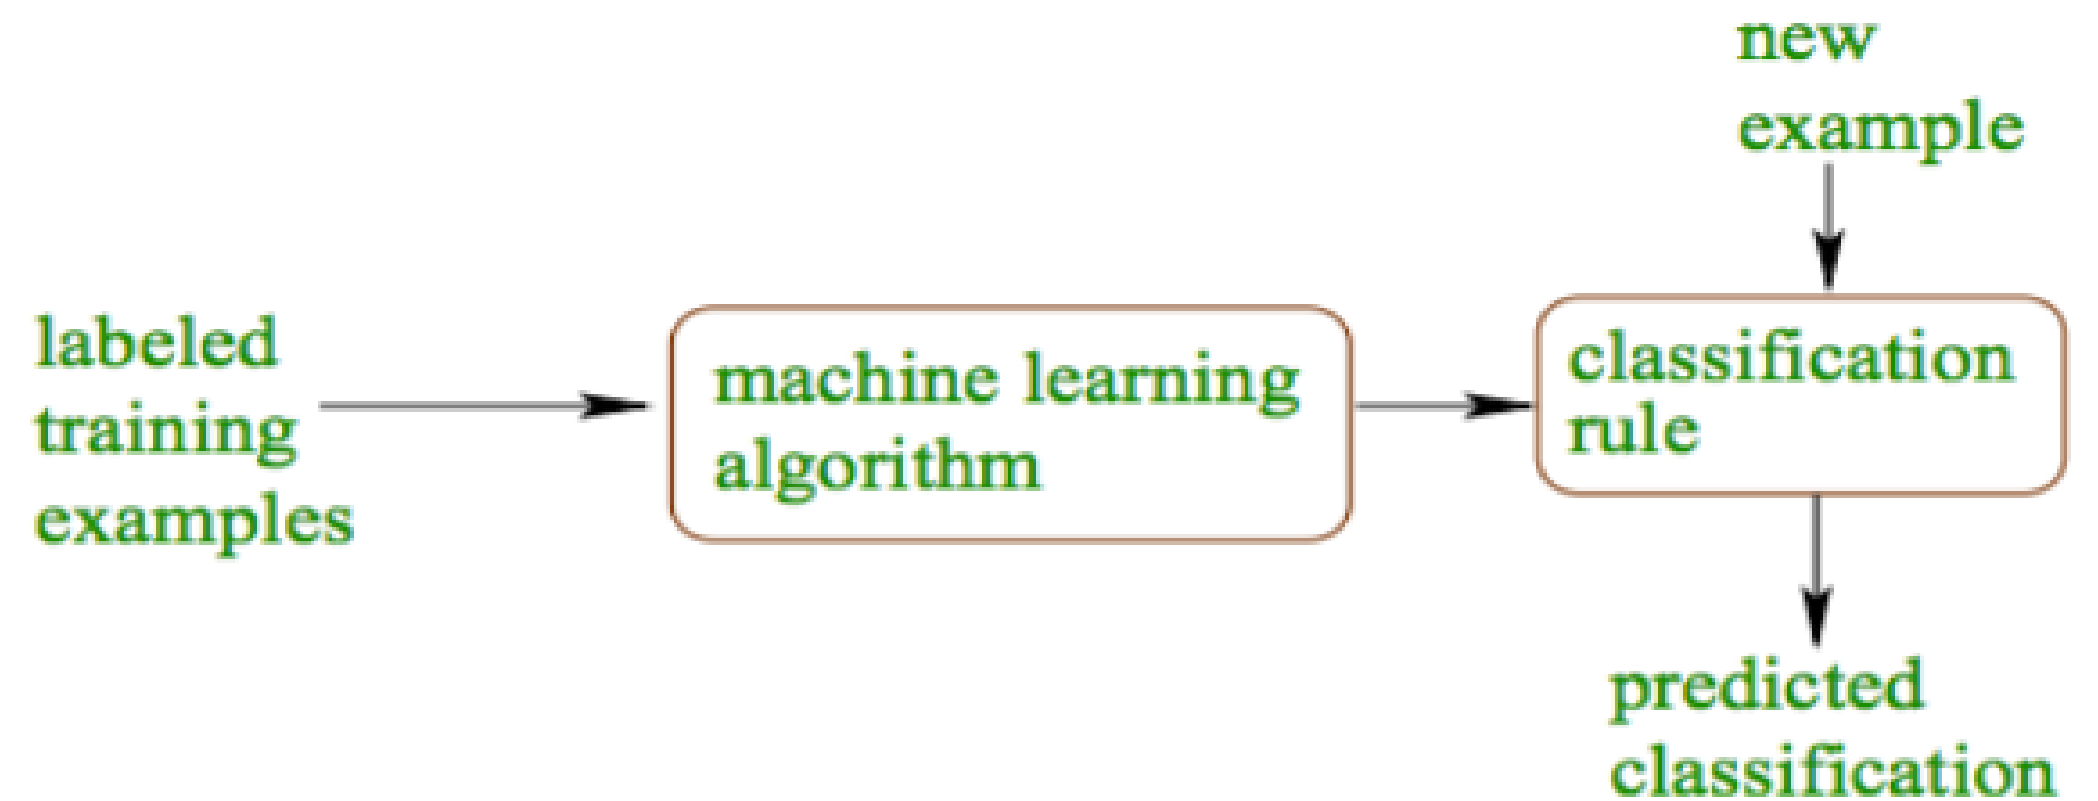 new
example
labeled
training
examples
machine learning
algorithm
classification
rule
predicted
classification